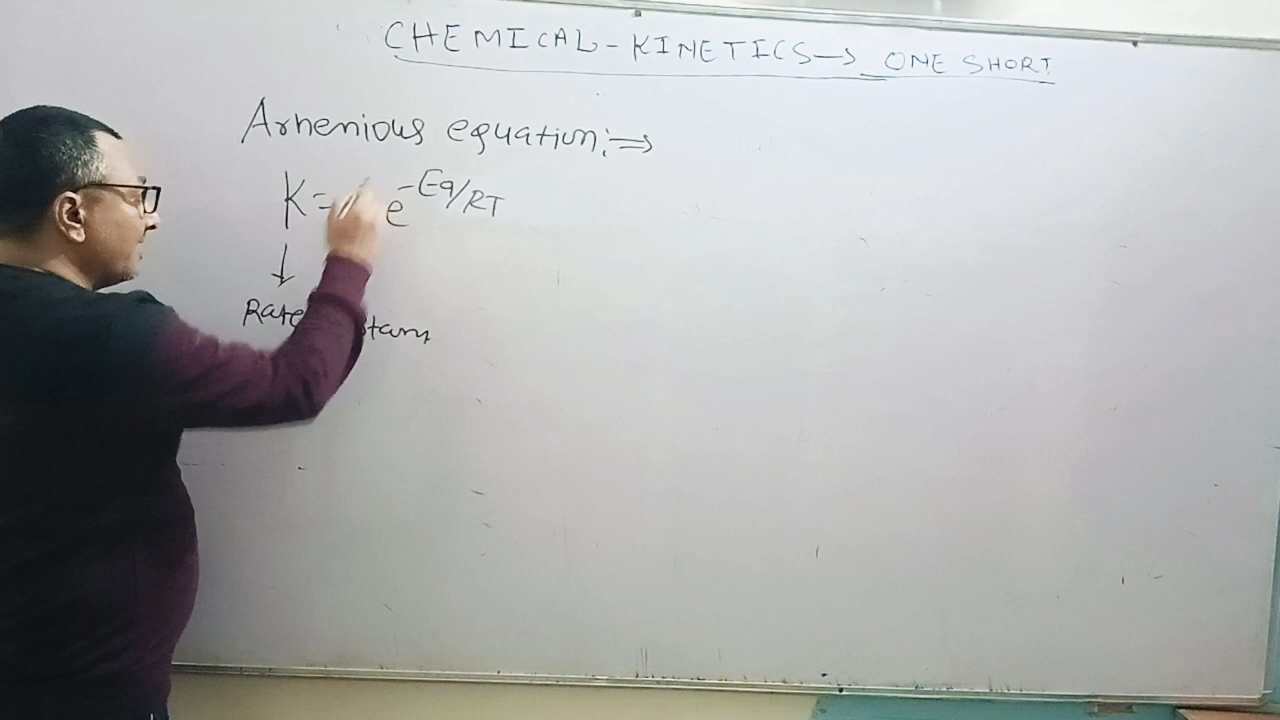 CHEMICAL-KINETICS→ ONE SHORT
Arhenious equation:⇒
K= e^-Ea/RT
↓
Rate